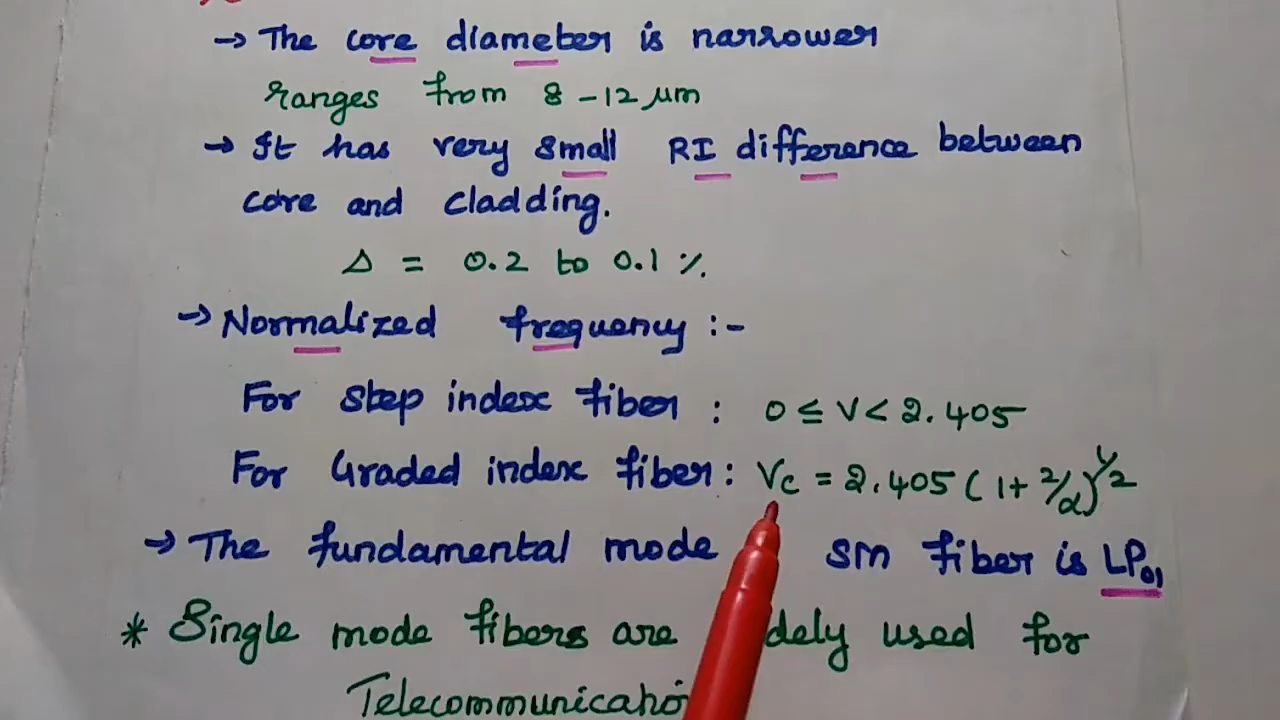 → The core diameter is narrower
ranges from 8 - 12 μm
→ It has very small RI difference between
core and cladding.
Δ = 0.2 to 0.1 %
→ Normalized frequency :-
For step index fiber : 0 ≤ V < 2.405
For Graded index fiber : Vc = 2.405 (1+ 2/α)^1/2
→ The fundamental mode SM fiber is LP01
* Single mode fibers are used for